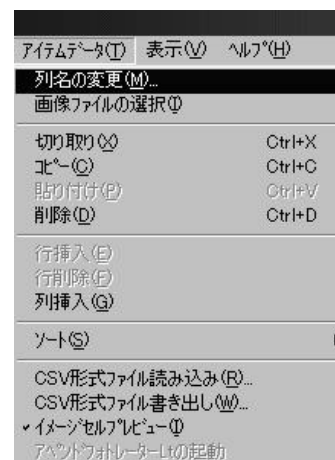 アイテムデータ(T) 表示(V) ヘルプ(H)
列名の変更(M)...
画像ファイルの選択(I)
切り取り(X) Ctrl+X
コピー(C) Ctrl+C
貼り付け(P) Ctrl+V
削除(D) Ctrl+D
行挿入(E)
行削除(F)
列挿入(G)
ソート(S)
CSV形式ファイル読み込み(R)...
CSV形式ファイル書き出し(W)...
イメージセルプレビュー(I)
アペンドフォトレーターLtの起動